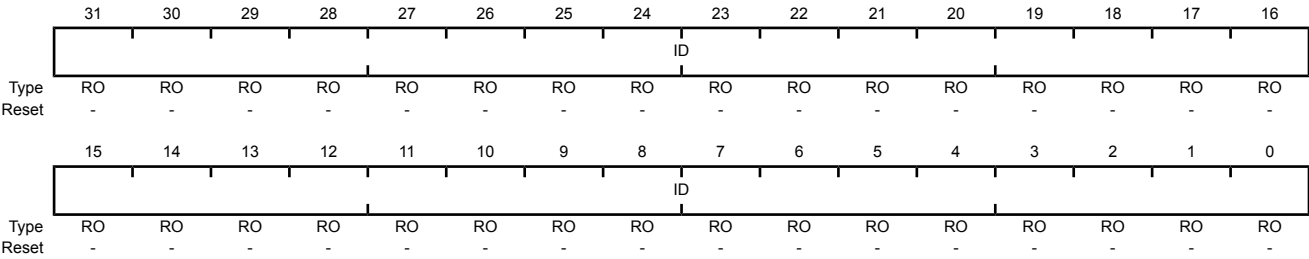 31 30 29 28 27 26 25 24 23 22 21 20 19 18 17 16
ID
Type RO RO RO RO RO RO RO RO RO RO RO RO RO RO RO RO
Reset - - - - - - - - - - - - - - - -
15 14 13 12 11 10 9 8 7 6 5 4 3 2 1 0
ID
Type RO RO RO RO RO RO RO RO RO RO RO RO RO RO RO RO
Reset - - - - - - - - - - - - - - - -